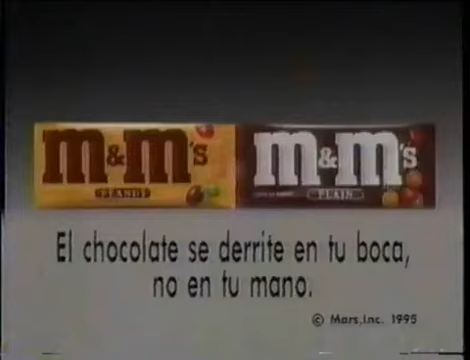 m&m's
PEANUT
m&m's
PLAIN
El chocolate se derrite en tu boca,
no en tu mano.
© Mars,Inc. 1995